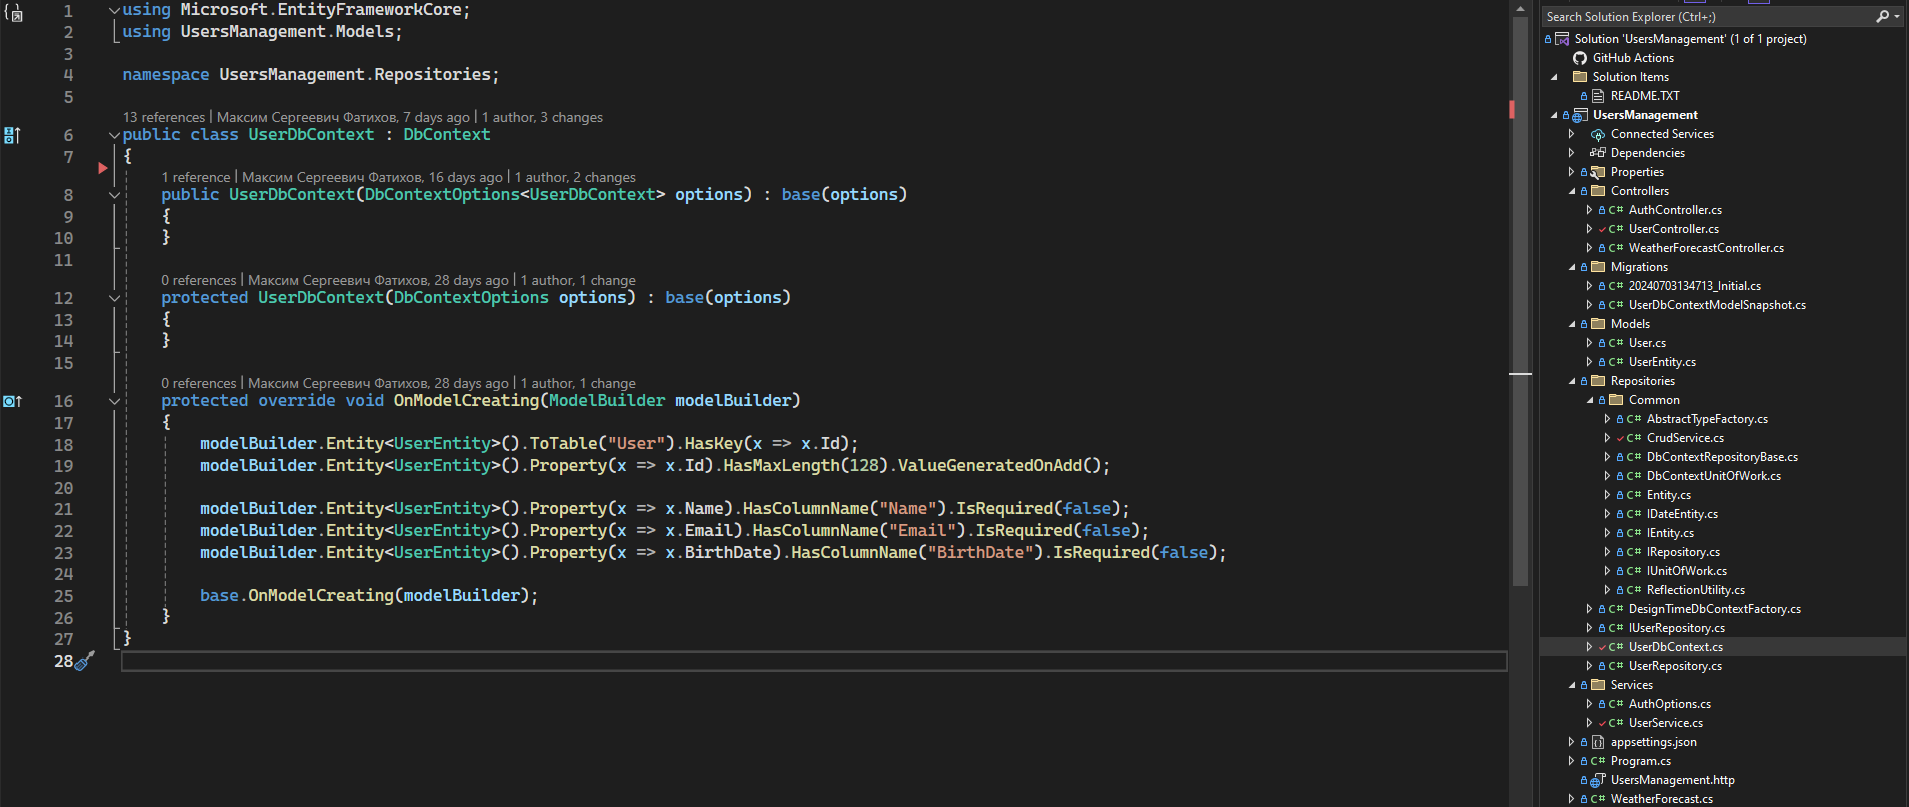 1 using Microsoft.EntityFrameworkCore;
2 using UsersManagement.Models;
3
4 namespace UsersManagement.Repositories;
5
13 references | Максим Сергеевич Фатихов, 7 days ago | 1 author, 3 changes
6 public class UserDbContext : DbContext
7 {
1 reference | Максим Сергеевич Фатихов, 16 days ago | 1 author, 2 changes
8 public UserDbContext(DbContextOptions<UserDbContext> options) : base(options)
9 {
10 }
11
0 references | Максим Сергеевич Фатихов, 28 days ago | 1 author, 1 change
12 protected UserDbContext(DbContextOptions options) : base(options)
13 {
14 }
15
0 references | Максим Сергеевич Фатихов, 28 days ago | 1 author, 1 change
16 protected override void OnModelCreating(ModelBuilder modelBuilder)
17 {
18 modelBuilder.Entity<UserEntity>().ToTable("User").HasKey(x => x.Id);
19 modelBuilder.Entity<UserEntity>().Property(x => x.Id).HasMaxLength(128).ValueGeneratedOnAdd();
20
21 modelBuilder.Entity<UserEntity>().Property(x => x.Name).HasColumnName("Name").IsRequired(false);
22 modelBuilder.Entity<UserEntity>().Property(x => x.Email).HasColumnName("Email").IsRequired(false);
23 modelBuilder.Entity<UserEntity>().Property(x => x.BirthDate).HasColumnName("BirthDate").IsRequired(false);
24
25 base.OnModelCreating(modelBuilder);
26 }
27 }
28
Search Solution Explorer (Ctrl+;)
Solution 'UsersManagement' (1 of 1 project)
GitHub Actions
Solution Items
README.TXT
UsersManagement
Connected Services
Dependencies
Properties
Controllers
C# AuthController.cs
C# UserController.cs
C# WeatherForecastController.cs
Migrations
C# 20240703134713_Initial.cs
C# UserDbContextModelSnapshot.cs
Models
C# User.cs
C# UserEntity.cs
Repositories
Common
C# AbstractTypeFactory.cs
C# CrudService.cs
C# DbContextRepositoryBase.cs
C# DbContextUnitOfWork.cs
C# Entity.cs
C# IDateEntity.cs
C# IEntity.cs
C# IRepository.cs
C# IUnitOfWork.cs
C# ReflectionUtility.cs
C# DesignTimeDbContextFactory.cs
C# IUserRepository.cs
C# UserDbContext.cs
C# UserRepository.cs
Services
C# AuthOptions.cs
C# UserService.cs
appsettings.json
C# Program.cs
UsersManagement.http
C# WeatherForecast.cs